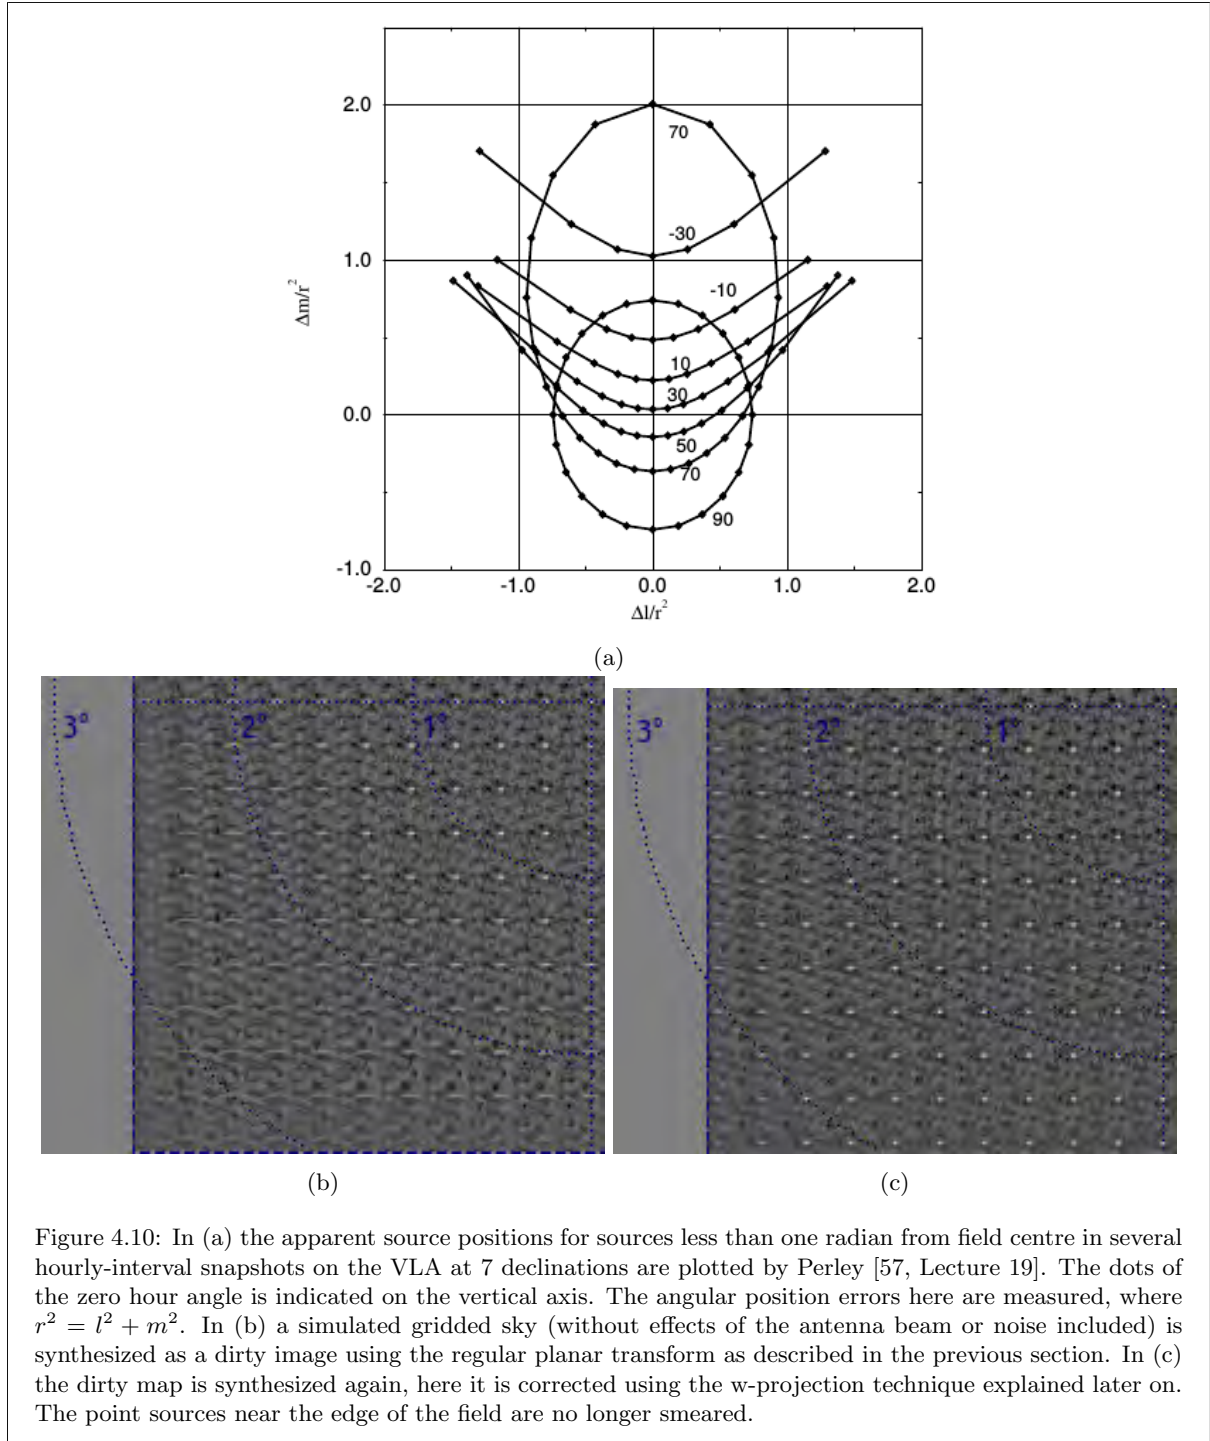 2.0
1.0
0.0
-1.0
Δm/r²
70
-30
-10
10
30
50
70
90
-2.0 -1.0 0.0 1.0 2.0
Δl/r²
(a)
3° 2° 1°
3° 2° 1°
(b) (c)
Figure 4.10: In (a) the apparent source positions for sources less than one radian from field centre in several
hourly-interval snapshots on the VLA at 7 declinations are plotted by Perley [57, Lecture 19]. The dots of
the zero hour angle is indicated on the vertical axis. The angular position errors here are measured, where
r² = l² + m². In (b) a simulated gridded sky (without effects of the antenna beam or noise included) is
synthesized as a dirty image using the regular planar transform as described in the previous section. In (c)
the dirty map is synthesized again, here it is corrected using the w-projection technique explained later on.
The point sources near the edge of the field are no longer smeared.